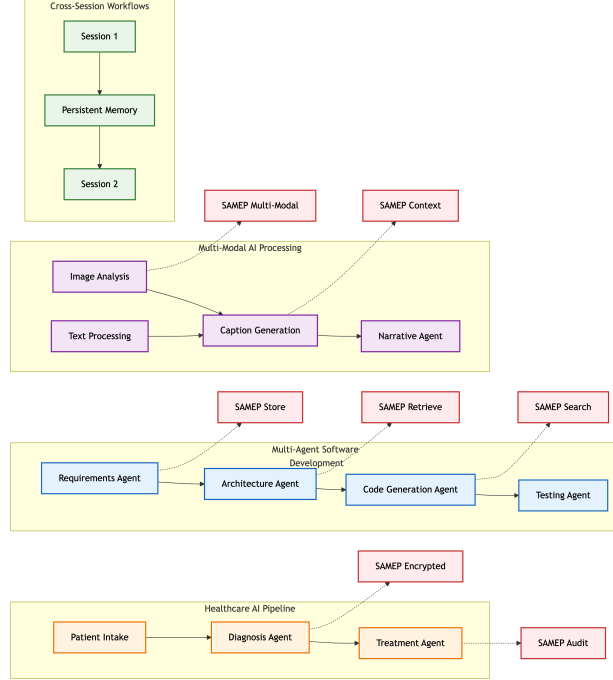 Cross-Session Workflows
Session 1
Persistent Memory
Session 2
SAMEP Multi-Modal
SAMEP Context
Multi-Modal AI Processing
Image Analysis
Text Processing
Caption Generation
Narrative Agent
SAMEP Store
SAMEP Retrieve
SAMEP Search
Multi-Agent Software
Development
Requirements Agent
Architecture Agent
Code Generation Agent
Testing Agent
SAMEP Encrypted
Healthcare AI Pipeline
Patient Intake
Diagnosis Agent
Treatment Agent
SAMEP Audit